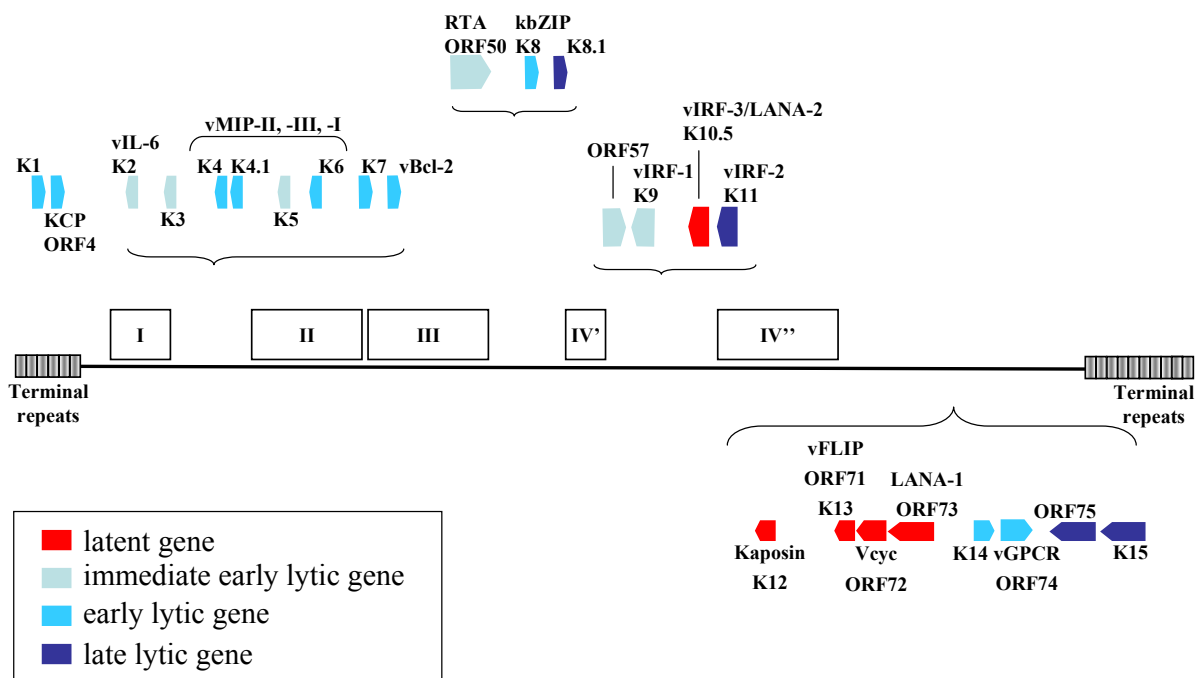 RTA
ORF50
kbZIP
K8
K8.1
vMIP-II, -III, -I
vIL-6
K1
K2
K4
K4.1
K6
K7
vBcl-2
KCP
ORF4
K3
K5
vIRF-3/LANA-2
K10.5
ORF57
vIRF-1
K9
vIRF-2
K11
I
II
III
IV'
IV''
Terminal
repeats
Terminal
repeats
vFLIP
ORF71
K13
LANA-1
ORF73
ORF75
Kaposin
K12
Vcyc
ORF72
K14 vGPCR
ORF74
K15
latent gene
immediate early lytic gene
early lytic gene
late lytic gene